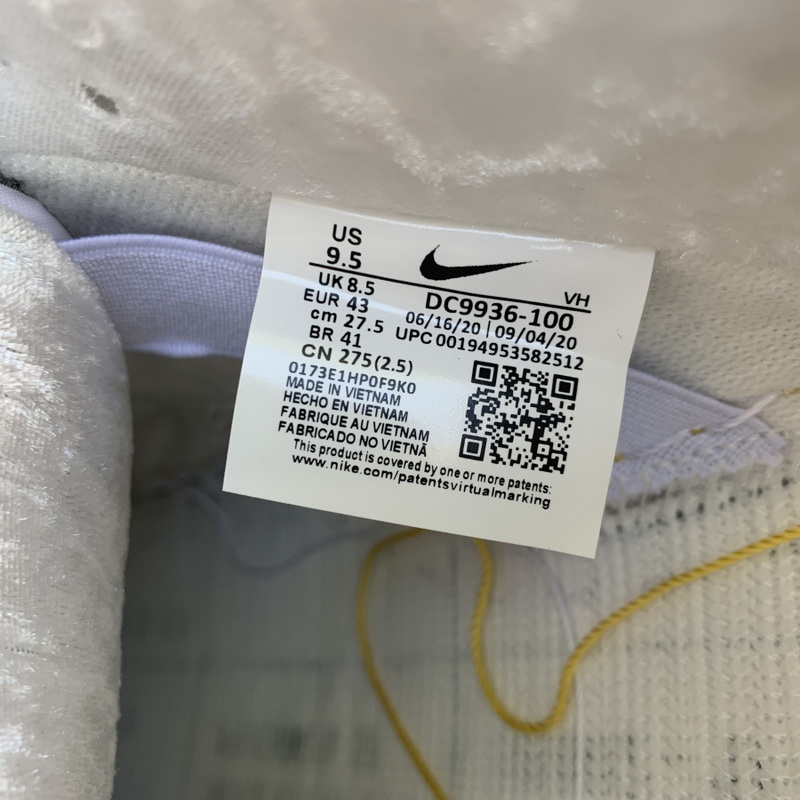 US
9.5
VH
UK 8.5
DC9936-100
EUR 43
06/16/20 | 09/04/20
cm 27.5
UPC 00194953582512
BR 41
CN 275 (2.5)
0173E1HP0F9K0
MADE IN VIETNAM
HECHO EN VIETNAM
FABRIQUE AU VIETNAM
FABRICADO NO VIETNÃ
This product is covered by one or more patents:
www.nike.com/patentsvirtualmarking